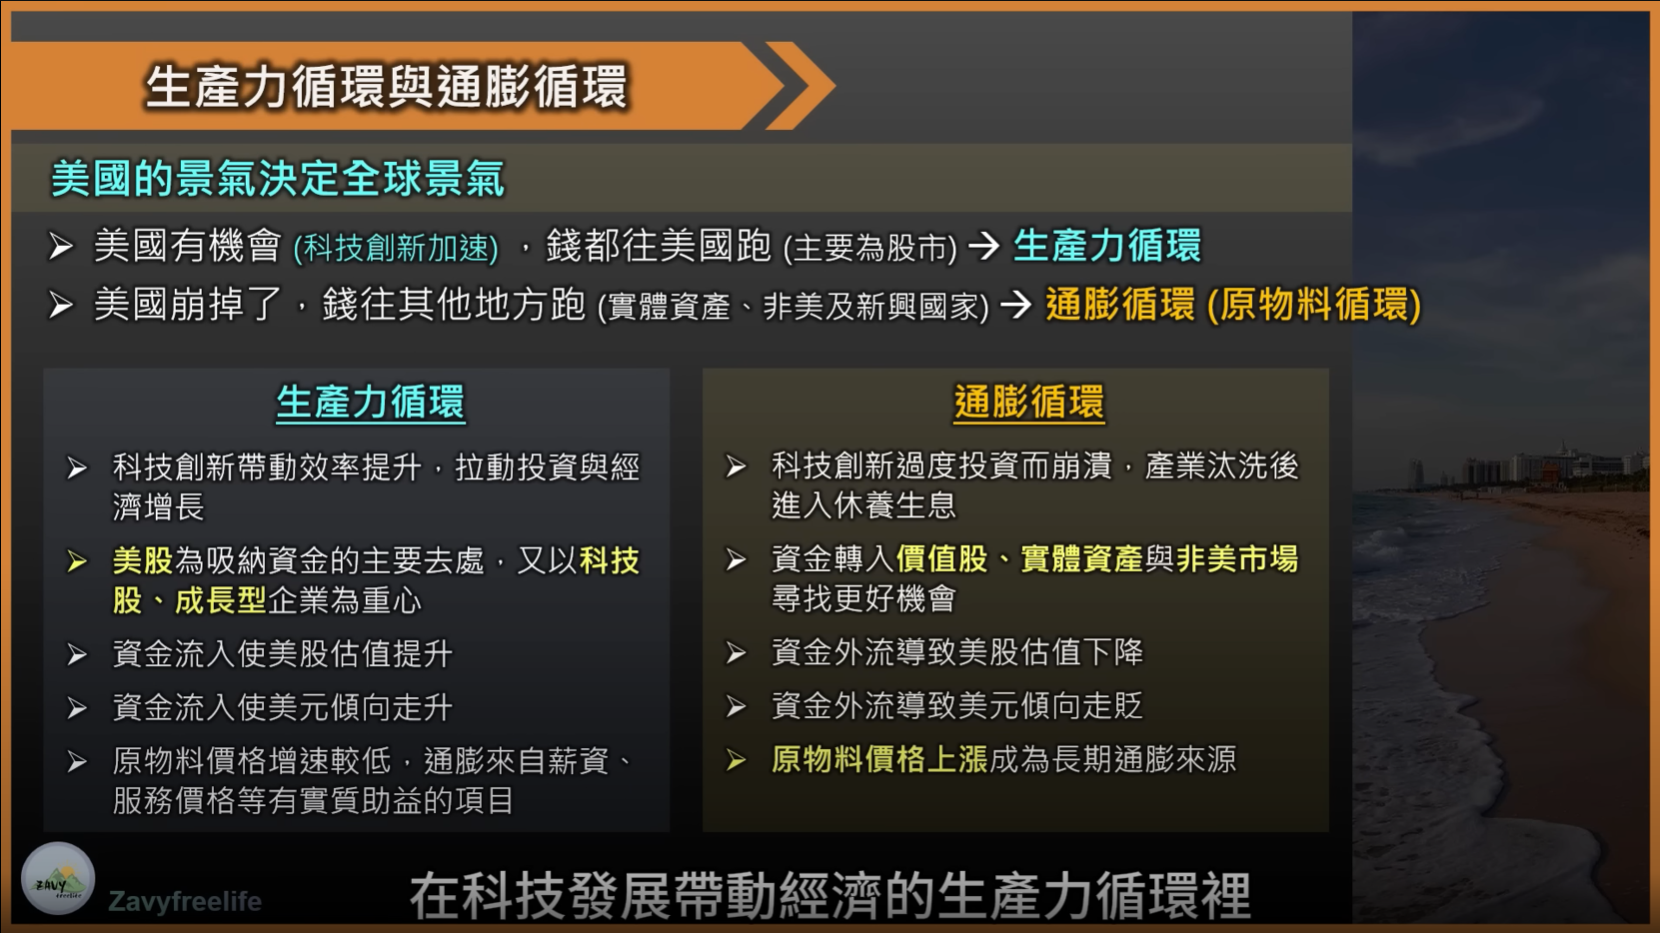 生產力循環與通膨循環
美國的景氣決定全球景氣
➢ 美國有機會 (科技創新加速) ，錢都往美國跑 (主要為股市) → 生產力循環
➢ 美國崩掉了，錢往其他地方跑 (實體資產、非美及新興國家) → 通膨循環 (原物料循環)
生產力循環
➢ 科技創新帶動效率提升，拉動投資與經
濟增長
➢ 美股為吸納資金的主要去處，又以科技
股、成長型企業為重心
➢ 資金流入使美股估值提升
➢ 資金流入使美元傾向走升
➢ 原物料價格增速較低，通膨來自薪資、
服務價格等有實質助益的項目
通膨循環
➢ 科技創新過度投資而崩潰，產業汰洗後
進入休養生息
➢ 資金轉入價值股、實體資產與非美市場
尋找更好機會
➢ 資金外流導致美股估值下降
➢ 資金外流導致美元傾向走貶
➢ 原物料價格上漲成為長期通膨來源
ZAVY
freelife
Zavyfreelife
在科技發展帶動經濟的生產力循環裡